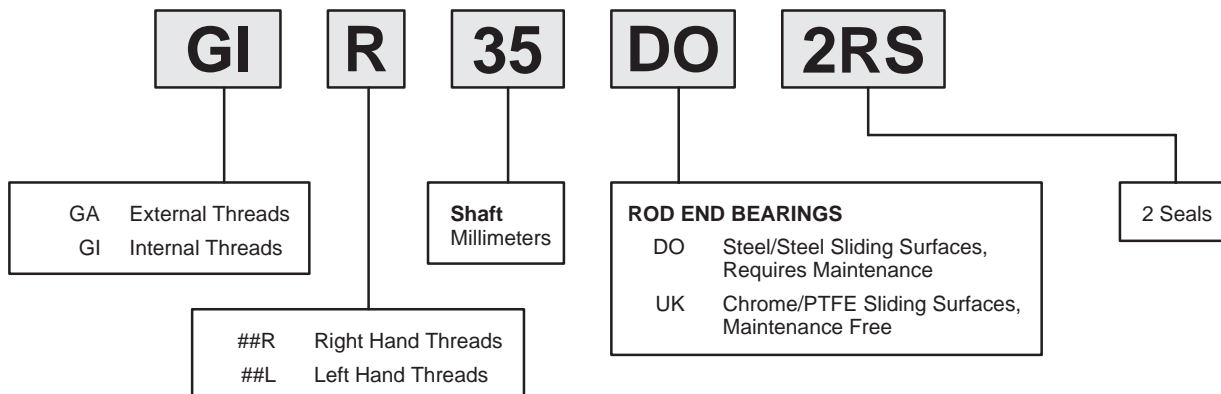 GI R 35 DO 2RS
GA External Threads
GI Internal Threads
##R Right Hand Threads
##L Left Hand Threads
Shaft
Millimeters
ROD END BEARINGS
DO Steel/Steel Sliding Surfaces,
Requires Maintenance
UK Chrome/PTFE Sliding Surfaces,
Maintenance Free
2 Seals